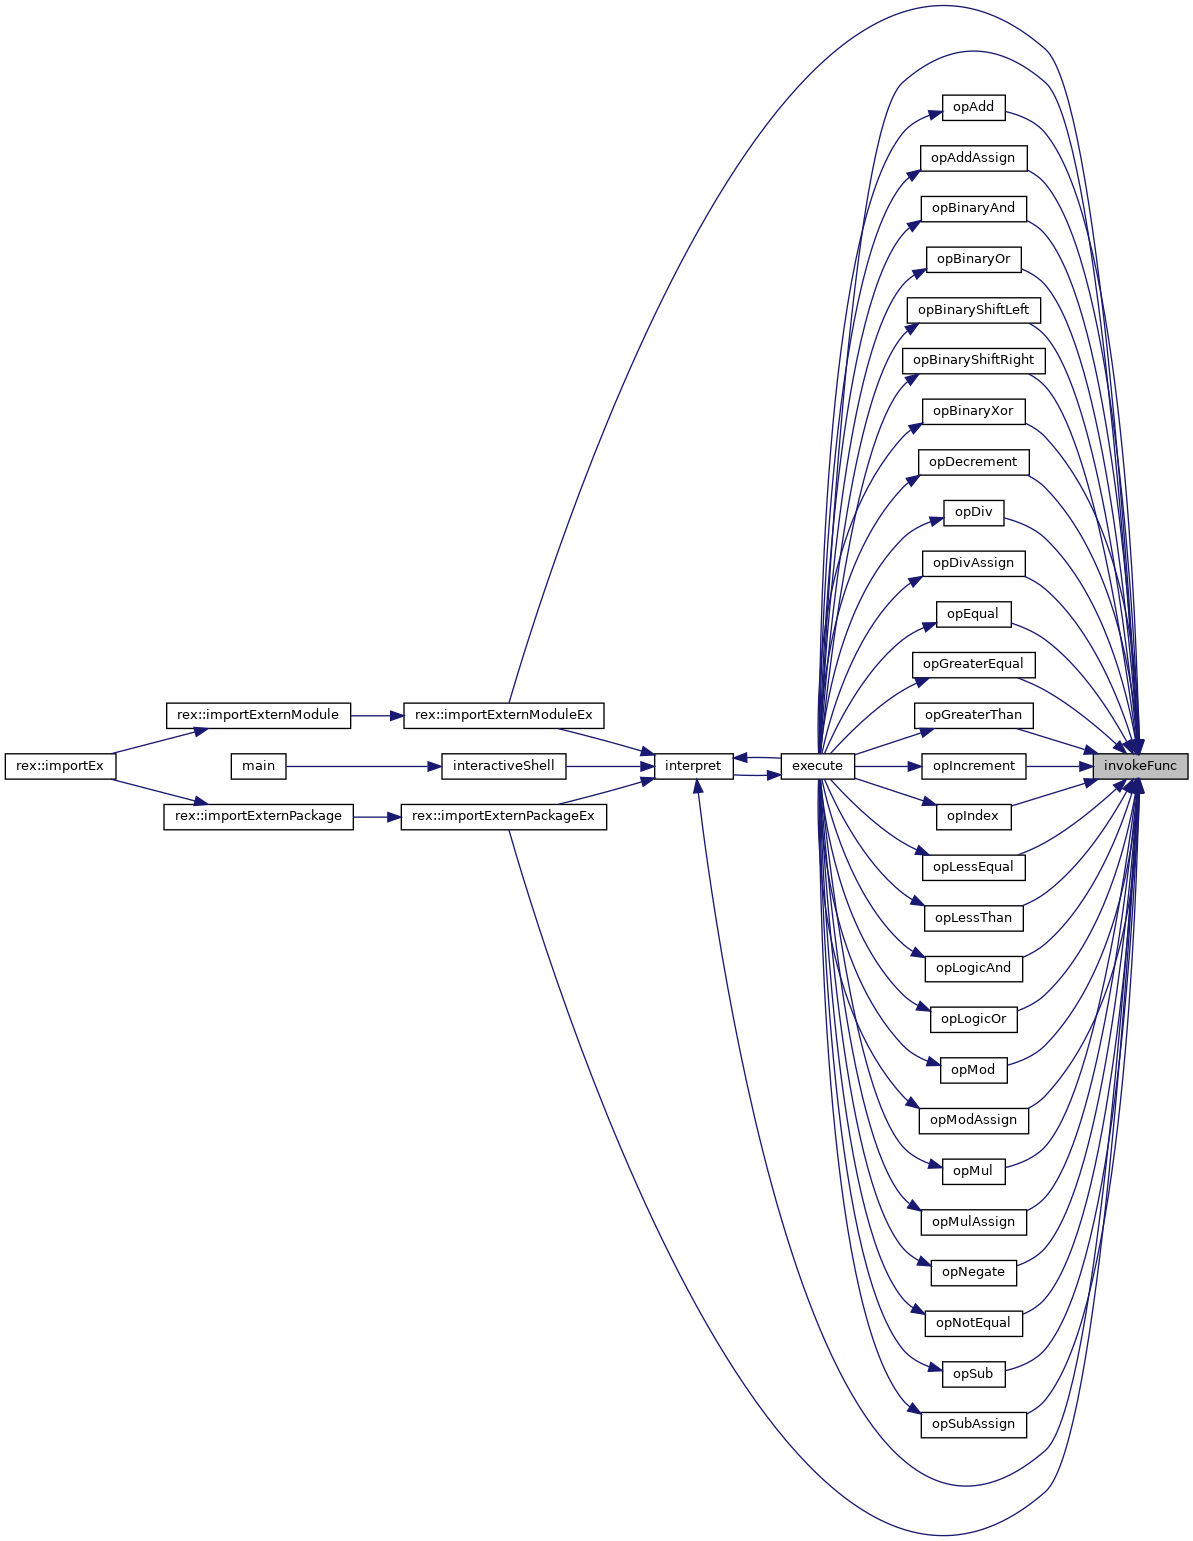 opAdd
opAddAssign
opBinaryAnd
opBinaryOr
opBinaryShiftLeft
opBinaryShiftRight
opBinaryXor
opDecrement
opDiv
opDivAssign
opEqual
opGreaterEqual
rex::importExternModule
rex::importExternModuleEx
opGreaterThan
rex::importEx
main
interactiveShell
interpret
execute
opIncrement
invokeFunc
rex::importExternPackage
rex::importExternPackageEx
opIndex
opLessEqual
opLessThan
opLogicAnd
opLogicOr
opMod
opModAssign
opMul
opMulAssign
opNegate
opNotEqual
opSub
opSubAssign